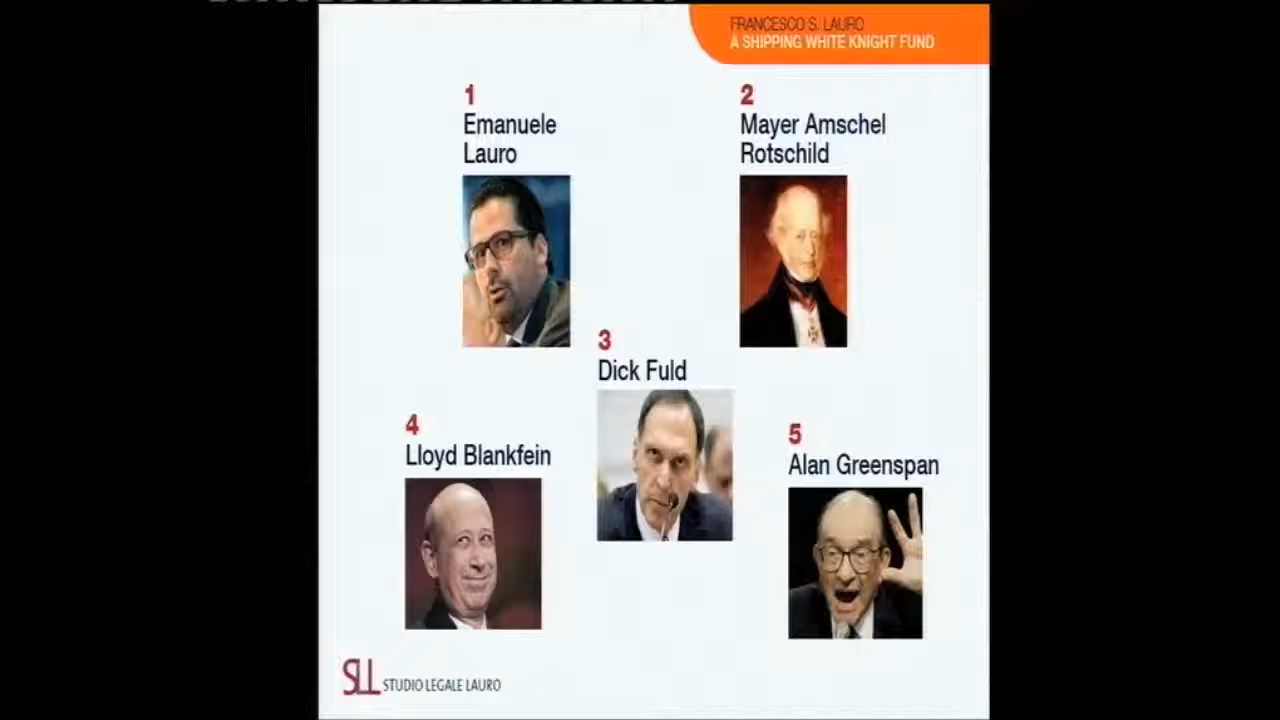 FRANCESCO S. LAURO
A SHIPPING WHITE KNIGHT FUND
1
Emanuele
Lauro
2
Mayer Amschel
Rotschild
3
Dick Fuld
4
Lloyd Blankfein
5
Alan Greenspan
SLL STUDIO LEGALE LAURO